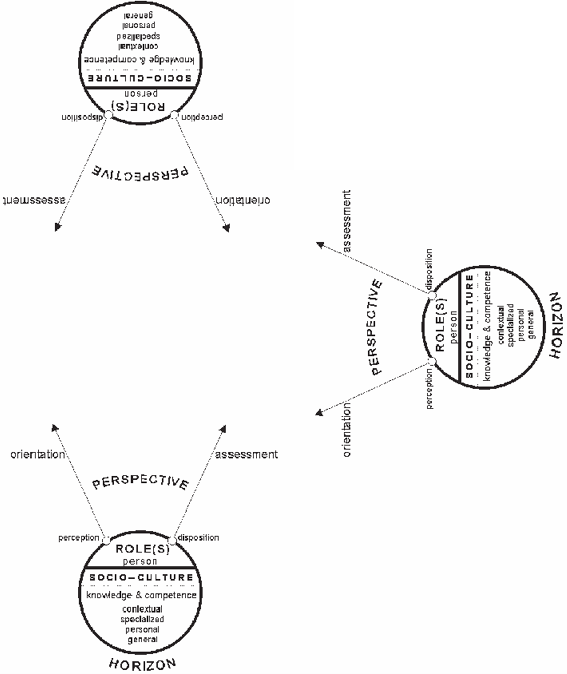 general
personal
specialized
contextual
knowledge & competence
SOCIO-CULTURE
person
ROLE(S)
disposition
perception
PERSPECTIVE
assessment
orientation
assessment
disposition
PERSPECTIVE
ROLE(S)
person
SOCIO-CULTURE
knowledge & competence
contextual
specialized
personal
general
HORIZON
perception
orientation
orientation
assessment
PERSPECTIVE
perception
disposition
ROLE(S)
person
SOCIO-CULTURE
knowledge & competence
contextual
specialized
personal
general
HORIZON